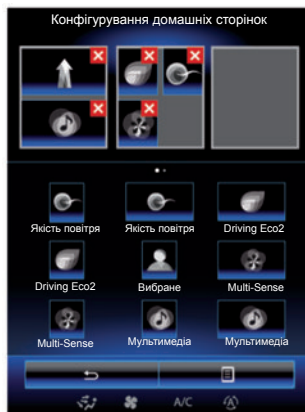 Конфігурування домашніх сторінок
Якість повітря Якість повітря Driving Eco2
Driving Eco2 Вибране Multi-Sense
Multi-Sense Мультимедіа Мультимедіа
A/C